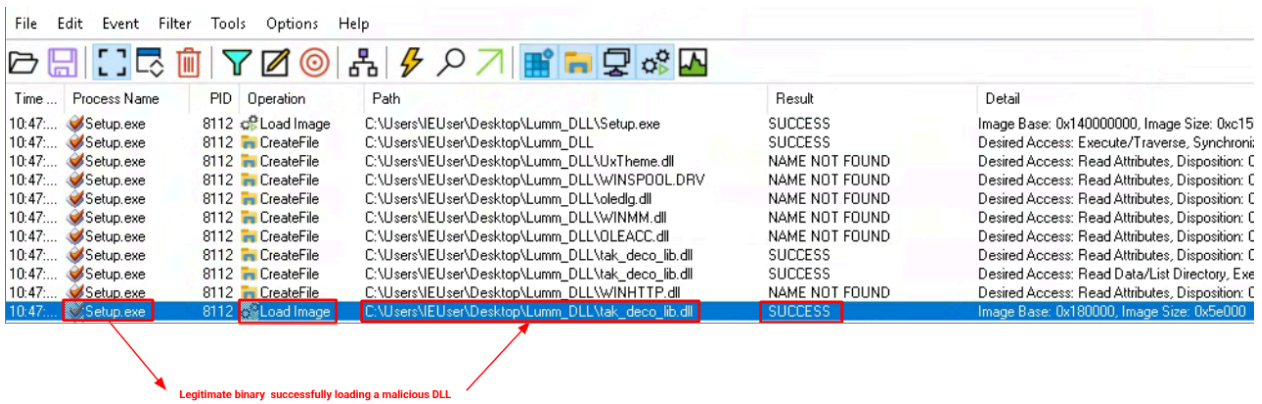 File Edit Event Filter Tools Options Help
Time ... Process Name PID Operation Path Result Detail
10:47:... Setup.exe 8112 Load Image C:\Users\IEUser\Desktop\Lumm_DLL\Setup.exe SUCCESS Image Base: 0x140000000, Image Size: 0xc15
10:47:... Setup.exe 8112 CreateFile C:\Users\IEUser\Desktop\Lumm_DLL SUCCESS Desired Access: Execute/Traverse, Synchroni
10:47:... Setup.exe 8112 CreateFile C:\Users\IEUser\Desktop\Lumm_DLL\UxTheme.dll NAME NOT FOUND Desired Access: Read Attributes, Disposition: 
10:47:... Setup.exe 8112 CreateFile C:\Users\IEUser\Desktop\Lumm_DLL\WINSPOOL.DRV NAME NOT FOUND Desired Access: Read Attributes, Disposition: 
10:47:... Setup.exe 8112 CreateFile C:\Users\IEUser\Desktop\Lumm_DLL\oledlg.dll NAME NOT FOUND Desired Access: Read Attributes, Disposition: 
10:47:... Setup.exe 8112 CreateFile C:\Users\IEUser\Desktop\Lumm_DLL\WINMM.dll NAME NOT FOUND Desired Access: Read Attributes, Disposition: 
10:47:... Setup.exe 8112 CreateFile C:\Users\IEUser\Desktop\Lumm_DLL\OLEACC.dll NAME NOT FOUND Desired Access: Read Attributes, Disposition: 
10:47:... Setup.exe 8112 CreateFile C:\Users\IEUser\Desktop\Lumm_DLL\tak_deco_lib.dll SUCCESS Desired Access: Read Attributes, Disposition: 
10:47:... Setup.exe 8112 CreateFile C:\Users\IEUser\Desktop\Lumm_DLL\tak_deco_lib.dll SUCCESS Desired Access: Read Data/List Directory, Exe
10:47:... Setup.exe 8112 CreateFile C:\Users\IEUser\Desktop\Lumm_DLL\WINHTTP.dll NAME NOT FOUND Desired Access: Read Attributes, Disposition: 
10:47:... Setup.exe 8112 Load Image C:\Users\IEUser\Desktop\Lumm_DLL\tak_deco_lib.dll SUCCESS Image Base: 0x180000, Image Size: 0x5e000
Legitimate binary successfully loading a malicious DLL